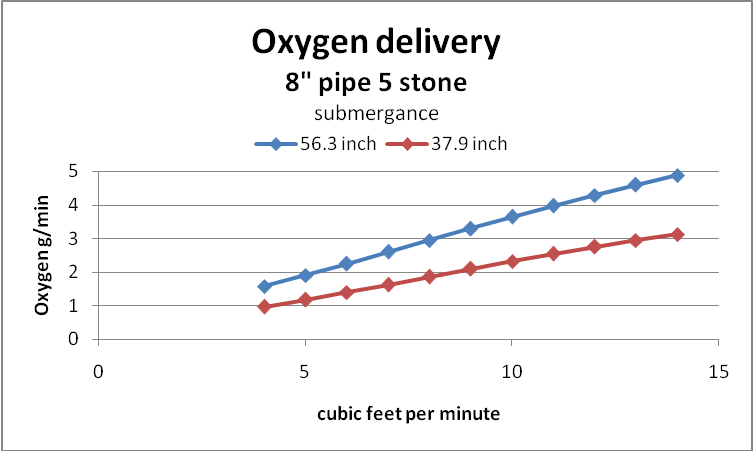 Oxygen delivery
8" pipe 5 stone
submergance
56.3 inch 37.9 inch
5
4
3
2
1
0
Oxygen g/min
0 5 10 15
cubic feet per minute